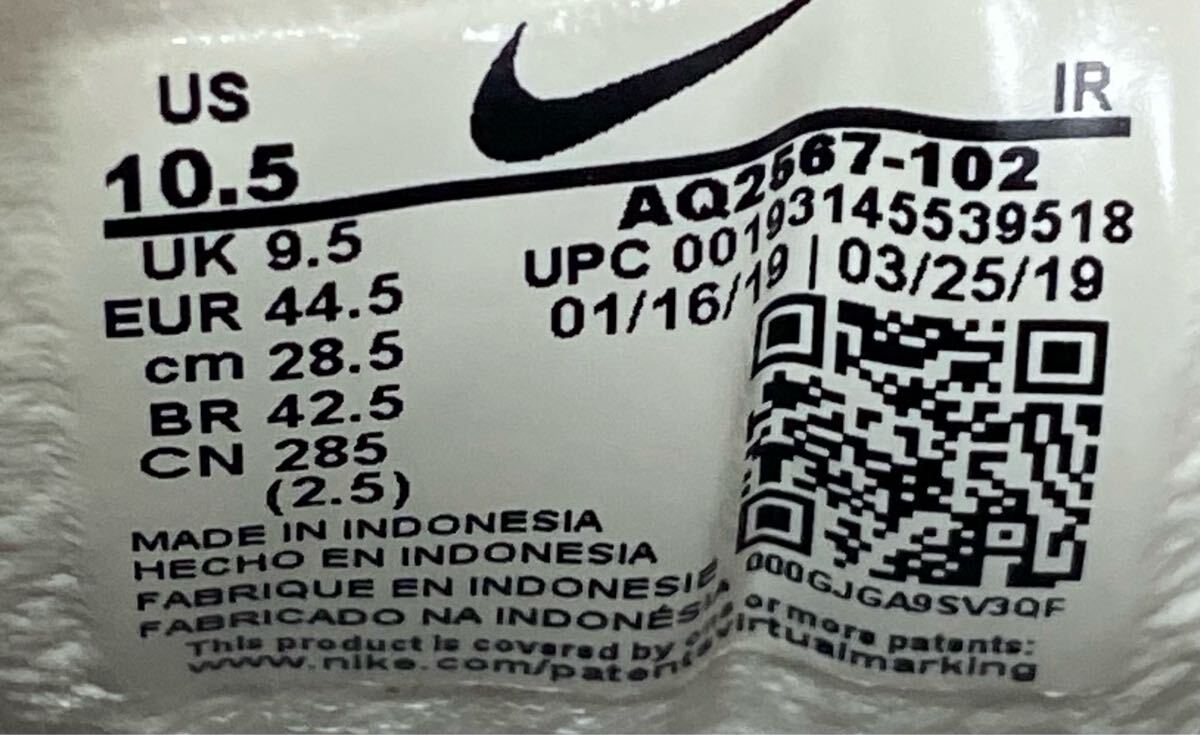 US
10.5
IR
UK 9.5
EUR 44.5
cm 28.5
BR 42.5
CN 285
(2.5)
AQ2567-102
UPC 00193145539518
01/16/19 | 03/25/19
000GJGA9SV3QF
MADE IN INDONESIA
HECHO EN INDONESIA
FABRIQUE EN INDONESIE
FABRICADO NA INDONÉSIA
This product is covered by or more patents:
www.nike.com/patents/virtualmarking